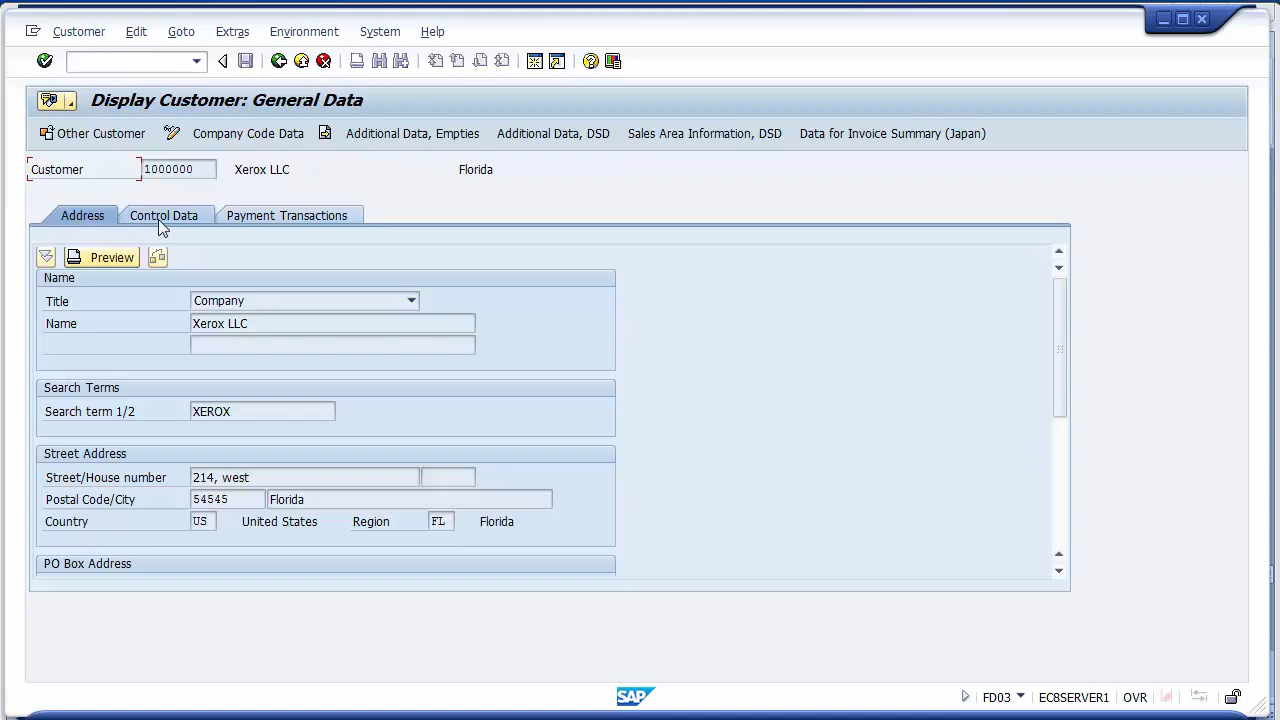 Customer Edit Goto Extras Environment System Help
Display Customer: General Data
Other Customer Company Code Data Additional Data, Empties Additional Data, DSD Sales Area Information, DSD Data for Invoice Summary (Japan)
Customer 1000000 Xerox LLC Florida
Address Control Data Payment Transactions
Preview
Name
Title Company
Name Xerox LLC
Search Terms
Search term 1/2 XEROX
Street Address
Street/House number 214, west
Postal Code/City 54545 Florida
Country US United States Region FL Florida
PO Box Address
SAP FD03 EC8SERVER1 OVR